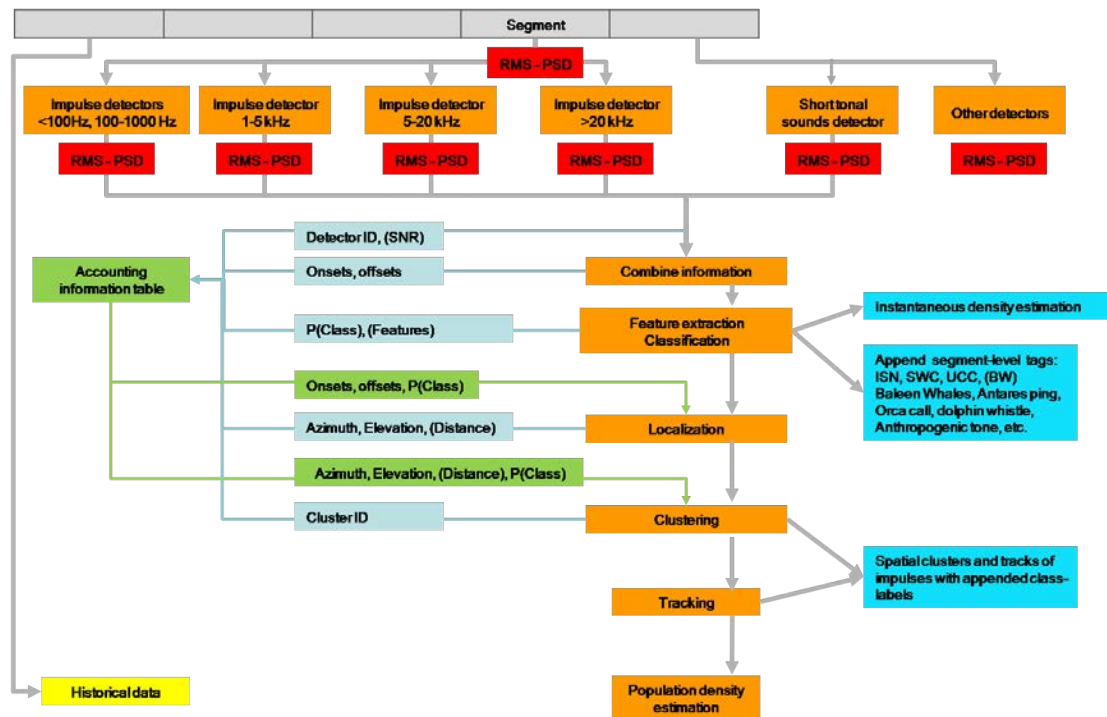 Segment
RMS - PSD
Impulse detectors
<100Hz, 100-1000 Hz
Impulse detector
1-5 kHz
Impulse detector
5-20 kHz
Impulse detector
>20 kHz
Short tonal
sounds detector
Other detectors
RMS - PSD
RMS - PSD
RMS - PSD
RMS - PSD
RMS - PSD
RMS - PSD
Detector ID, (SNR)
Accounting
information table
Onsets, offsets
Combine information
P(Class), (Features)
Feature extraction
Classification
Instantaneous density estimation
Append segment-level tags:
ISN, SWC, UCC, (BW)
Baleen Whales, Antares ping,
Orca call, dolphin whistle,
Anthropogenic tone, etc.
Onsets, offsets, P(Class)
Azimuth, Elevation, (Distance)
Localization
Azimuth, Elevation, (Distance), P(Class)
Cluster ID
Clustering
Spatial clusters and tracks of
impulses with appended class-
labels
Tracking
Historical data
Population density
estimation